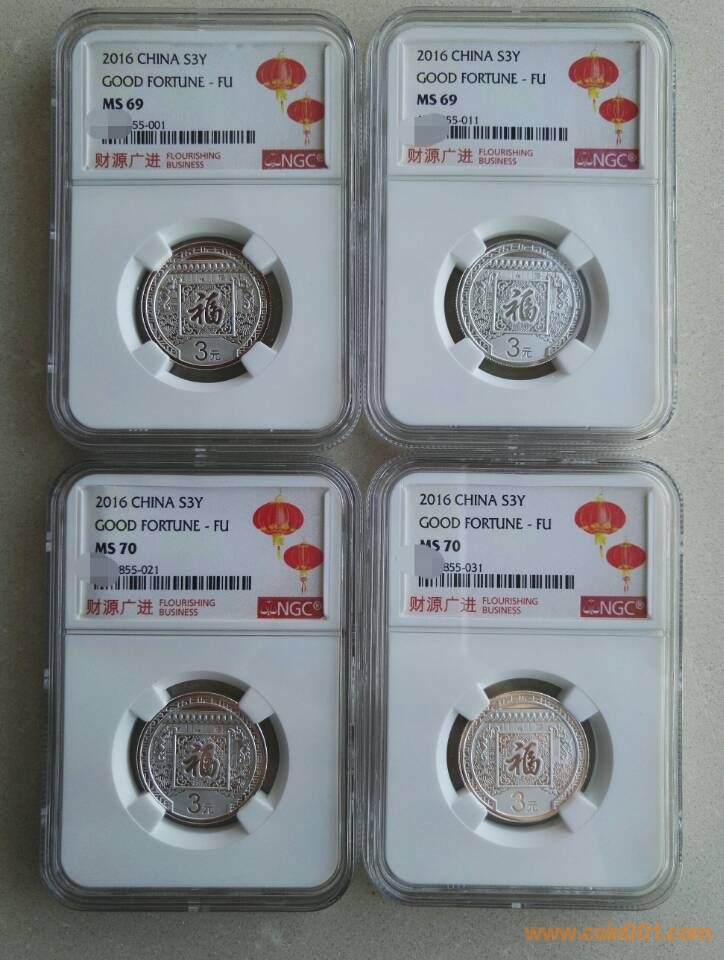 2016 CHINA S3Y
GOOD FORTUNE - FU
MS 69
55-001
财源广进 FLOURISHING BUSINESS
NGC®
福
3元
2016 CHINA S3Y
GOOD FORTUNE - FU
MS 69
55-011
财源广进 FLOURISHING BUSINESS
NGC®
福
3元
2016 CHINA S3Y
GOOD FORTUNE - FU
MS 70
855-021
财源广进 FLOURISHING BUSINESS
NGC®
福
3元
2016 CHINA S3Y
GOOD FORTUNE - FU
MS 70
855-031
财源广进 FLOURISHING BUSINESS
NGC®
福
3元
www.coin001.com